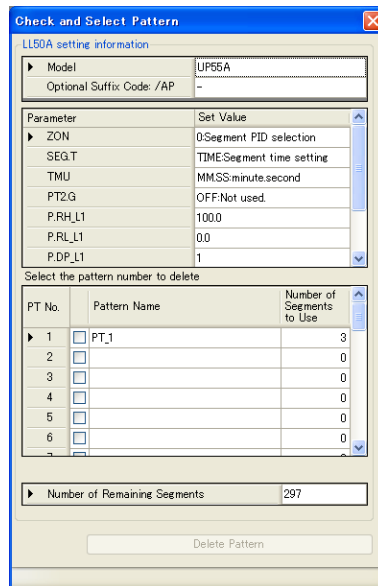 Check and Select Pattern
LL50A setting information
Model UP55A
Optional Suffix Code: /AP –
Parameter Set Value
ZON 0:Segment PID selection
SEG.T TIME:Segment time setting
TMU MM.SS:minute.second
PT2.G OFF:Not used.
P.RH_L1 100.0
P.RL_L1 0.0
P.DP_L1 1
Select the pattern number to delete
PT No. Pattern Name Number of Segments to Use
1 PT_1 3
2 0
3 0
4 0
5 0
6 0
Number of Remaining Segments 297
Delete Pattern